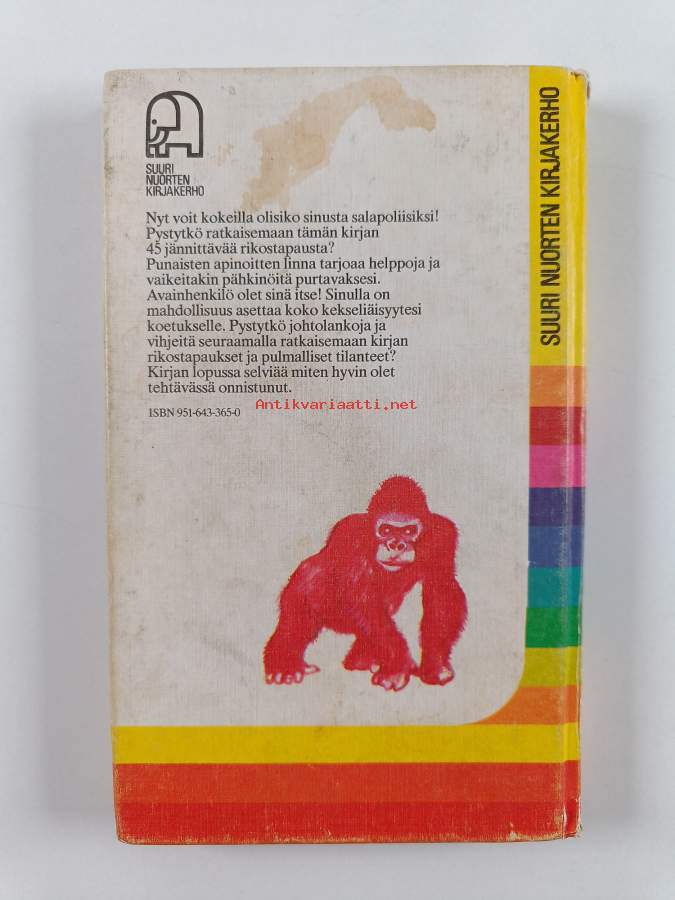 SUURI
NUORTEN
KIRJAKERHO
Nyt voit kokeilla olisiko sinusta salapoliisiksi!
Pystytkö ratkaisemaan tämän kirjan
45 jännittävää rikostapausta?
Punaisten apinoitten linna tarjoaa helppoja ja
vaikeitakin pähkinöitä purtavaksesi.
Avainhenkilö olet sinä itse! Sinulla on
mahdollisuus asettaa koko kekseliäisyytesi
koetukselle. Pystytkö johtolankoja ja
vihjeitä seuraamalla ratkaisemaan kirjan
rikostapaukset ja pulmalliset tilanteet?
Kirjan lopussa selviää miten hyvin olet
tehtävässä onnistunut.
ISBN 951-643-365-0
Antikvariaatti.net
SUURI NUORTEN KIRJAKERHO